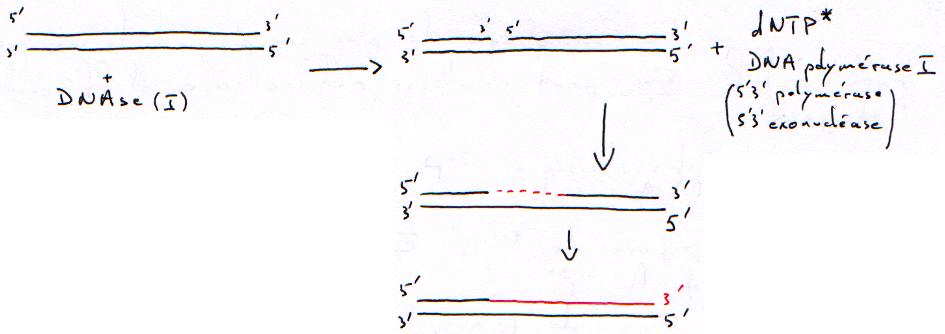 5' 3'
3' 5'
+
DNAse (I)
5' 3' 5' 3'
3' 5'
+
dNTP*
DNA polymérase I
(5'3' polymérase
5'3' exonucléase)
5' 3'
3' 5'
5' 3'
3' 5'